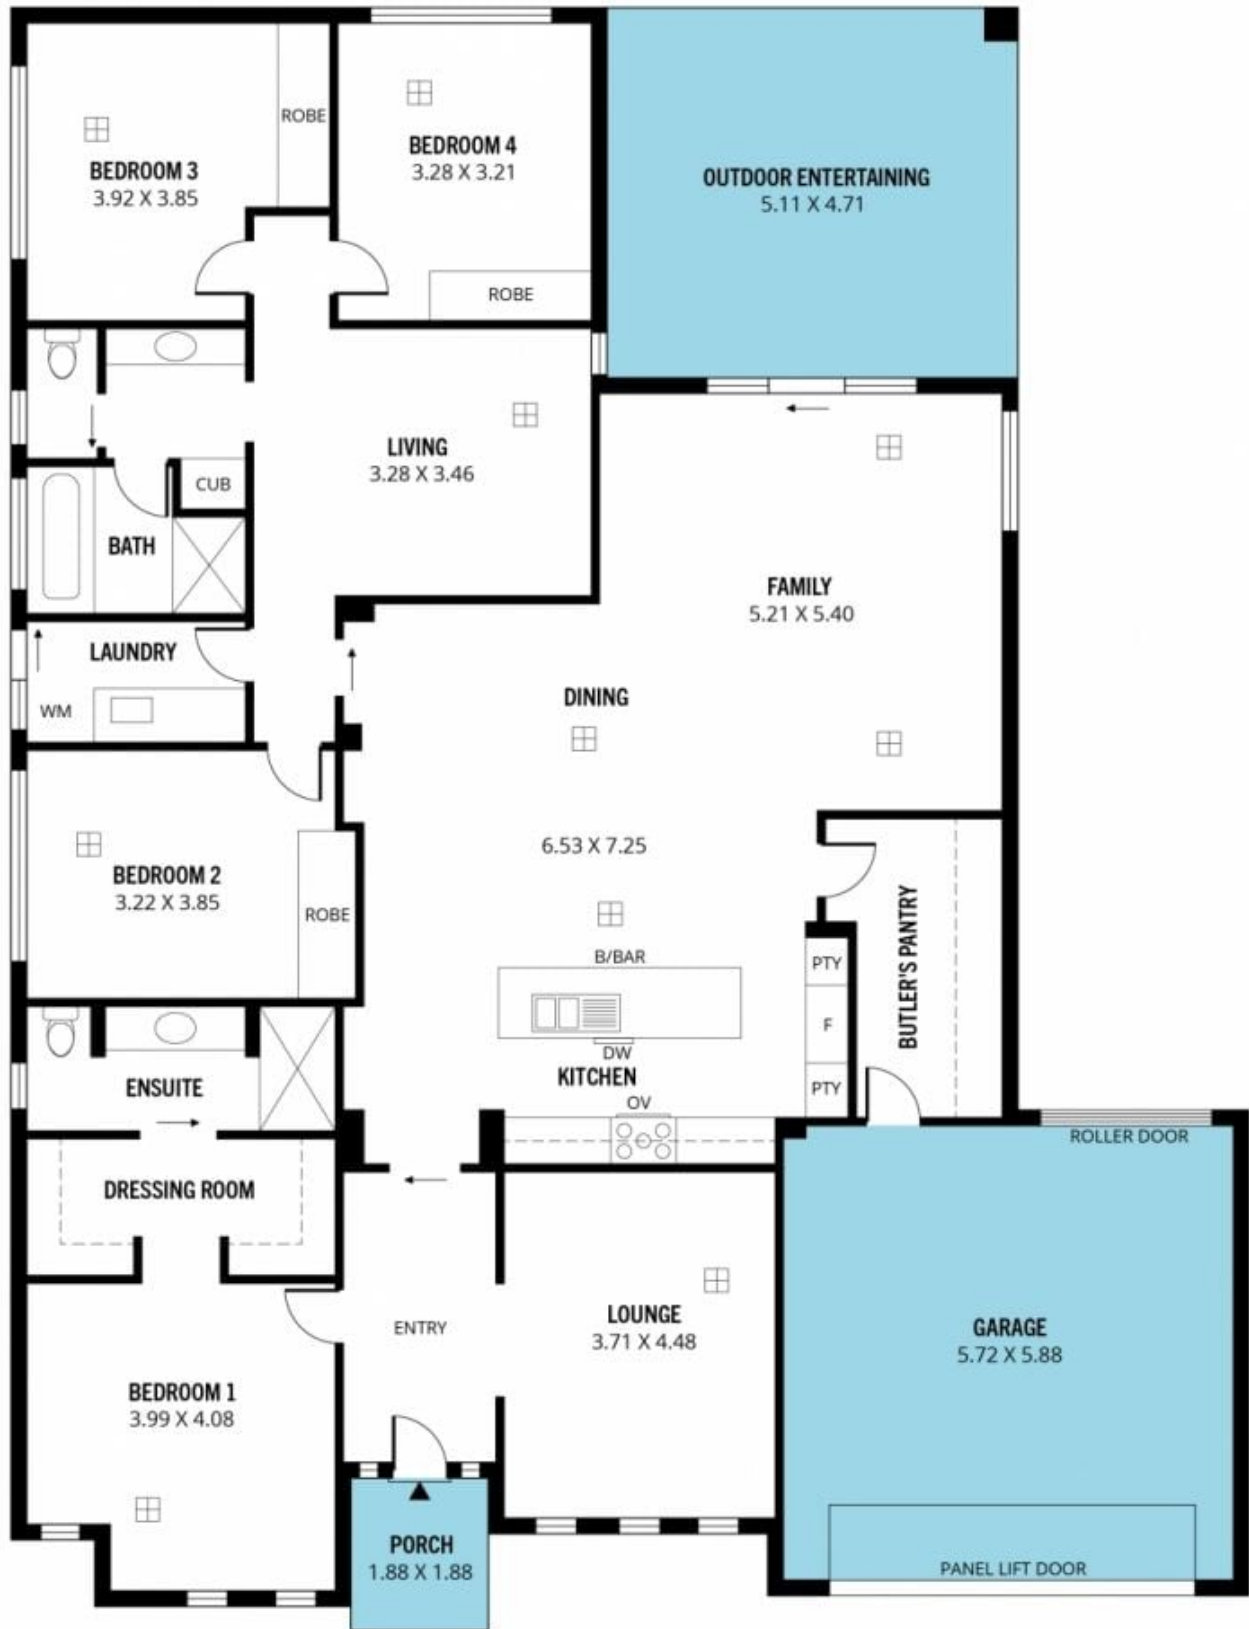 ROBE
BEDROOM 3
3.92 X 3.85
BEDROOM 4
3.28 X 3.21
ROBE
OUTDOOR ENTERTAINING
5.11 X 4.71
LIVING
3.28 X 3.46
CUB
BATH
FAMILY
5.21 X 5.40
LAUNDRY
WM
DINING
6.53 X 7.25
BEDROOM 2
3.22 X 3.85
ROBE
B/BAR
PTY
F
PTY
BUTLER'S PANTRY
DW
KITCHEN
OV
ENSUITE
DRESSING ROOM
ROLLER DOOR
ENTRY
LOUNGE
3.71 X 4.48
GARAGE
5.72 X 5.88
BEDROOM 1
3.99 X 4.08
PORCH
1.88 X 1.88
PANEL LIFT DOOR